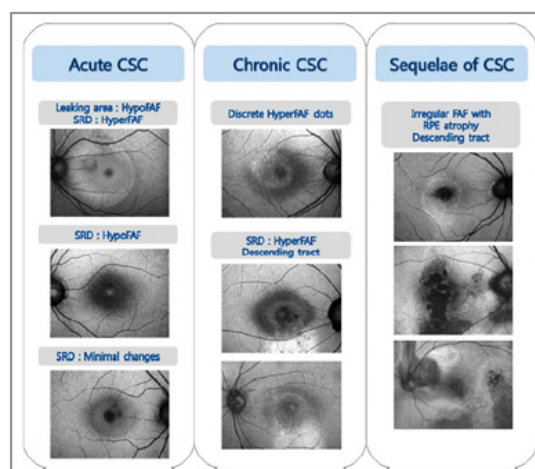 Acute CSC
Leaking area : HypoFAF
SRD : HyperFAF
SRD : HypoFAF
SRD : Minimal changes
Chronic CSC
Discrete HyperFAF dots
SRD : HyperFAF
Descending tract
Sequelae of CSC
Irregular FAF with
RPE atrophy
Descending tract